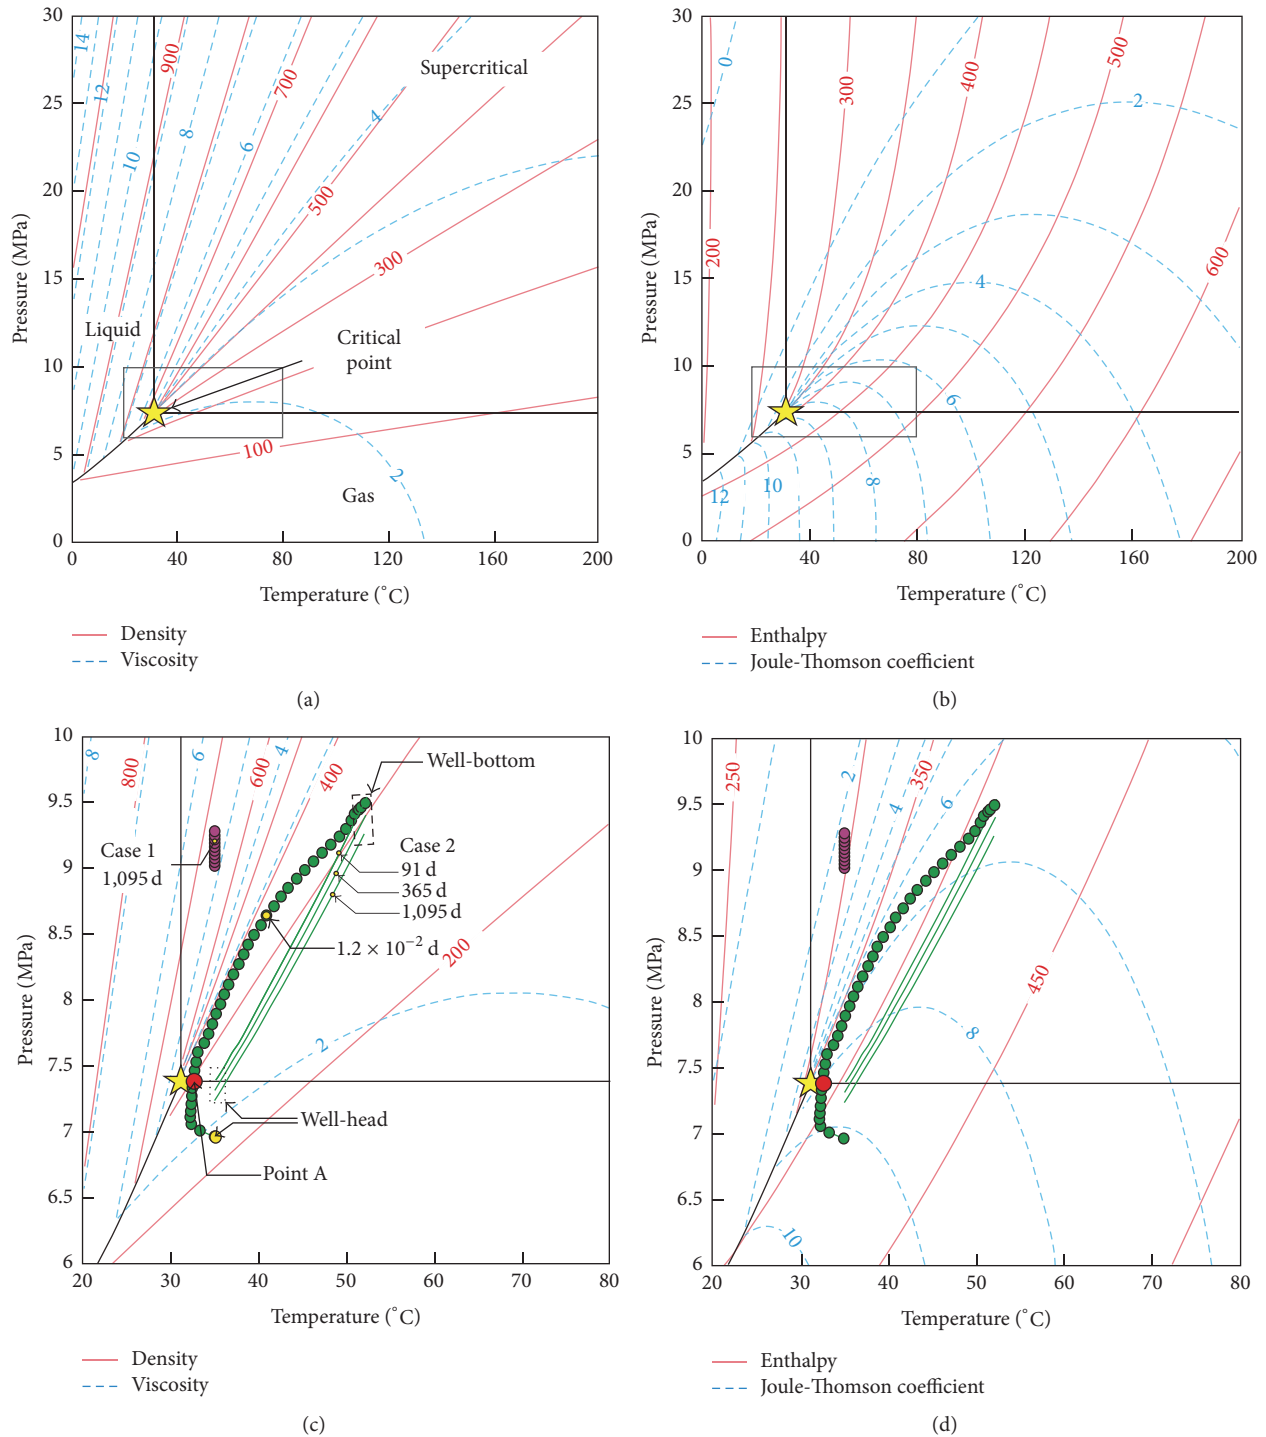 30
25
20
15
10
5
0
Pressure (MPa)
14
12
10
8
6
4
2
900
700
500
300
100
Supercritical
Liquid
Critical
point
Gas
0
40
80
120
160
200
Temperature (°C)
Density
Viscosity
(a)
30
25
20
15
10
5
0
Pressure (MPa)
0
2
4
6
8
10
12
200
300
400
500
600
0
40
80
120
160
200
Temperature (°C)
Enthalpy
Joule-Thomson coefficient
(b)
10
9.5
9
8.5
8
7.5
7
6.5
6
Pressure (MPa)
8
800
6
600
4
400
200
2
Well-bottom
Case 1
1,095 d
Case 2
91 d
365 d
1,095 d
1.2 × 10⁻² d
Well-head
Point A
20
30
40
50
60
70
80
Temperature (°C)
Density
Viscosity
(c)
10
9.5
9
8.5
8
7.5
7
6.5
6
Pressure (MPa)
250
2
4
350
6
450
8
10
20
30
40
50
60
70
80
Temperature (°C)
Enthalpy
Joule-Thomson coefficient
(d)